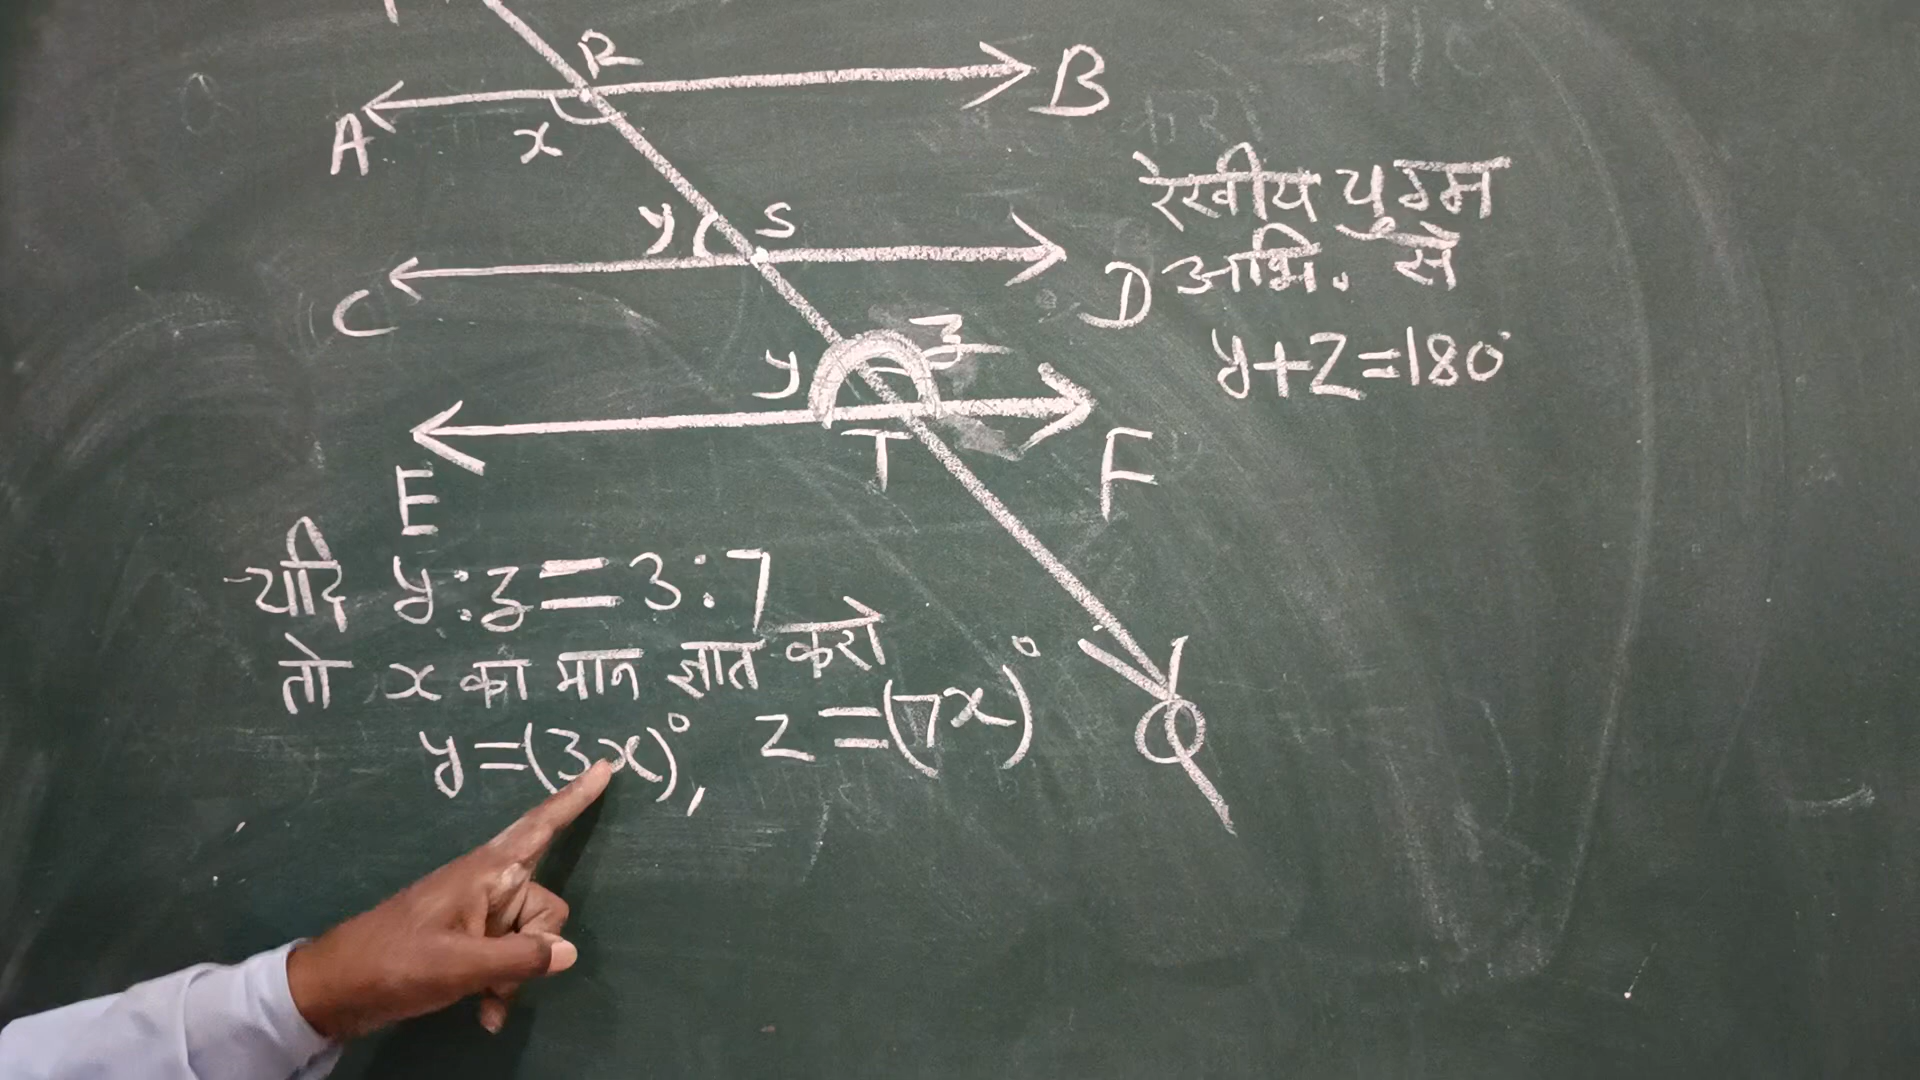 R
B
A
x
y
S
C
D
y
z
T
E
F
रेखीय युग्म
अभि. से
y+z=180°
यदि y:z=3:7
तो x का मान ज्ञात करो
y=(3x)°, z=(7x)°
Q